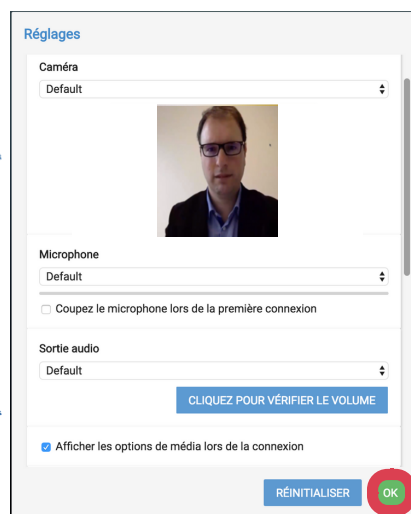 Réglages
Caméra
Default
Microphone
Default
Coupez le microphone lors de la première connexion
Sortie audio
Default
CLIQUEZ POUR VÉRIFIER LE VOLUME
Afficher les options de média lors de la connexion
RÉINITIALISER OK